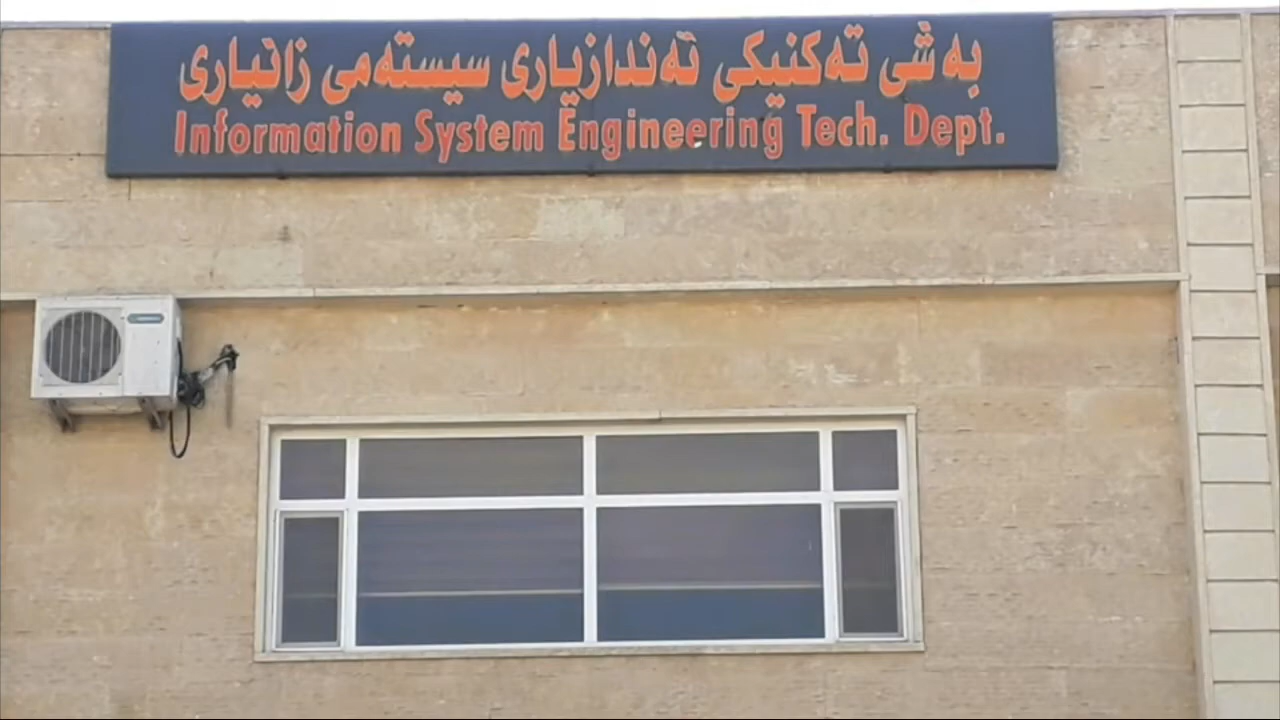 بەشی تەکنیکی ئەندازیاری سیستەمی زانیاری
Information System Engineering Tech. Dept.